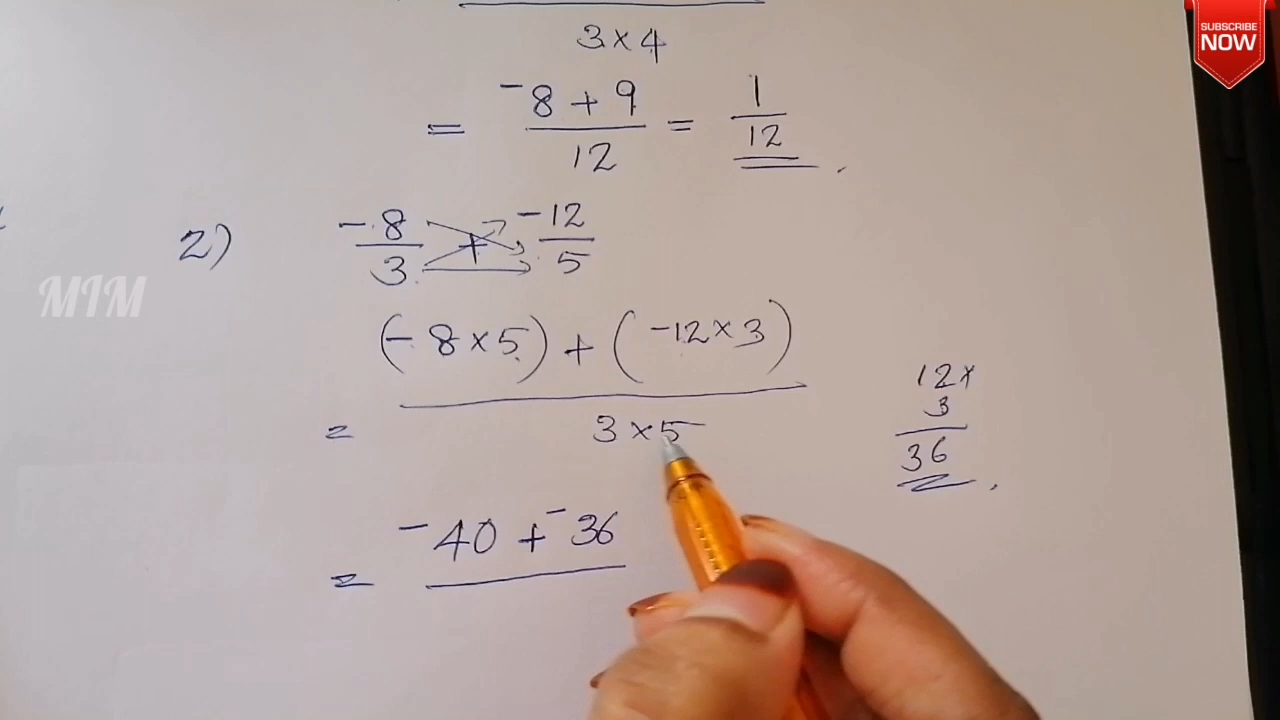 SUBSCRIBE
NOW
3 × 4
= -8 + 9 / 12 = 1 / 12 .
2) -8 / 3 + -12 / 5
MIM
(-8 × 5) + (-12 × 3)
= 3 × 5
12 ×
3
36 .
= -40 + -36